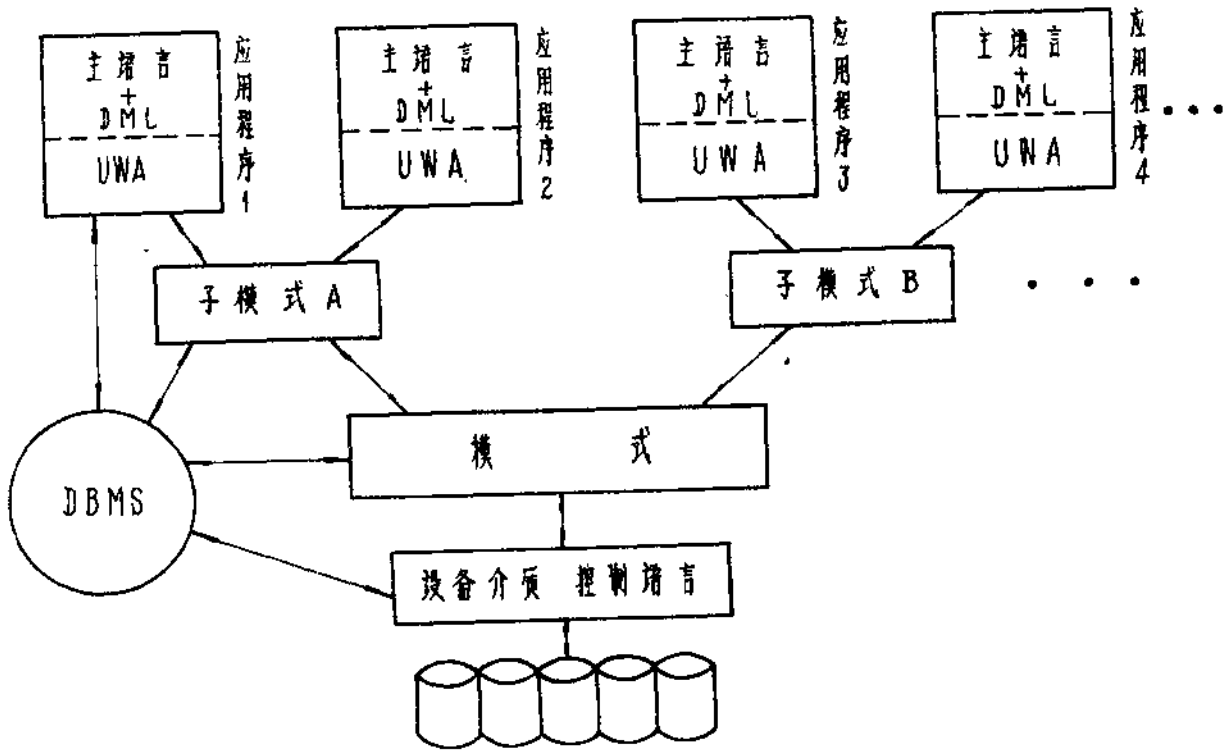 主语言
+
DML
UWA
应用程序1
主语言
+
DML
UWA
应用程序2
主语言
+
DML
UWA
应用程序3
主语言
+
DML
UWA
应用程序4
...
子模式A
子模式B
...
模式
DBMS
设备介质 控制语言